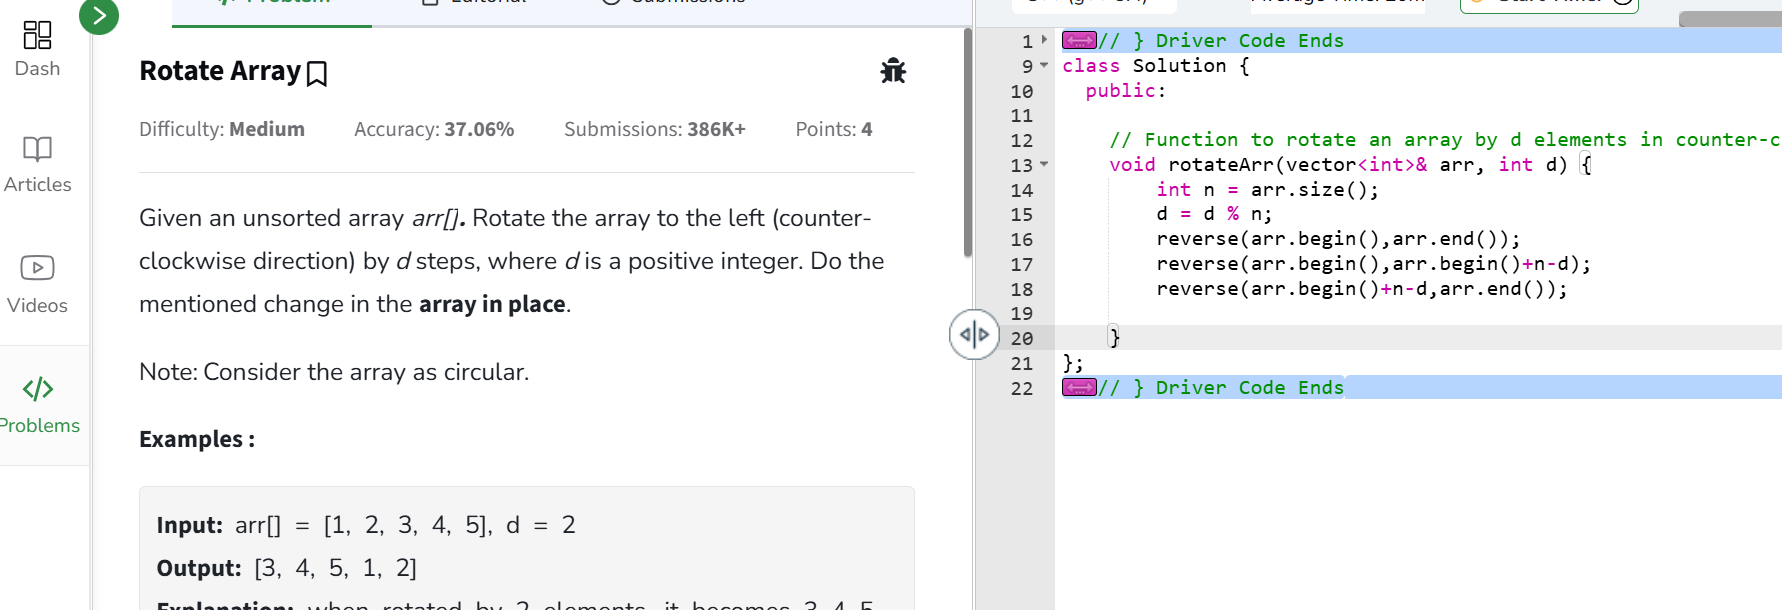 Dash
Articles
Videos
Problems
Problem
Editorial
Submissions
Rotate Array
Difficulty: Medium Accuracy: 37.06% Submissions: 386K+ Points: 4
Given an unsorted array arr[]. Rotate the array to the left (counter-
clockwise direction) by d steps, where d is a positive integer. Do the
mentioned change in the array in place.
Note: Consider the array as circular.
Examples :
Input: arr[] = [1, 2, 3, 4, 5], d = 2
Output: [3, 4, 5, 1, 2]
Explanation: when rotated by 2 elements, it becomes 3 4 5
1 // } Driver Code Ends
9 class Solution {
10 public:
11
12 // Function to rotate an array by d elements in counter-c
13 void rotateArr(vector<int>& arr, int d) {
14 int n = arr.size();
15 d = d % n;
16 reverse(arr.begin(),arr.end());
17 reverse(arr.begin(),arr.begin()+n-d);
18 reverse(arr.begin()+n-d,arr.end());
19
20 }
21 };
22 // } Driver Code Ends